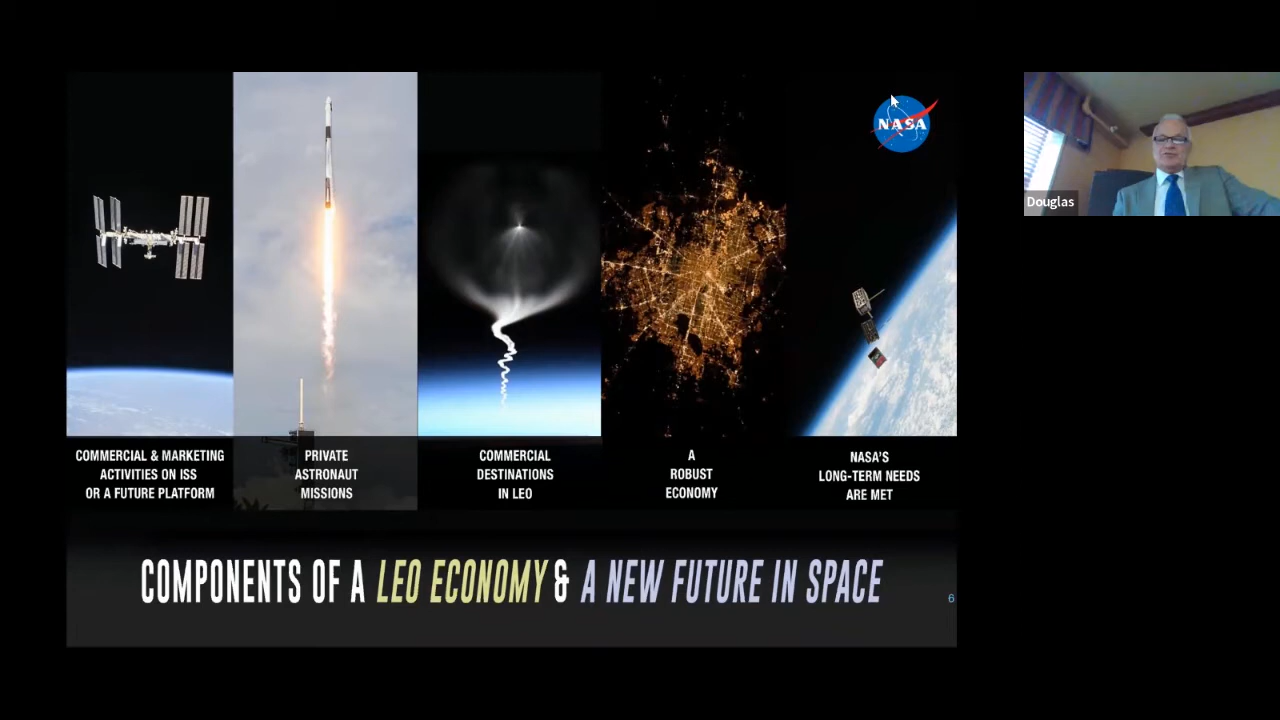 NASA
Douglas
COMMERCIAL & MARKETING
ACTIVITIES ON ISS
OR A FUTURE PLATFORM
PRIVATE
ASTRONAUT
MISSIONS
COMMERCIAL
DESTINATIONS
IN LEO
A
ROBUST
ECONOMY
NASA'S
LONG-TERM NEEDS
ARE MET
COMPONENTS OF A LEO ECONOMY & A NEW FUTURE IN SPACE
6